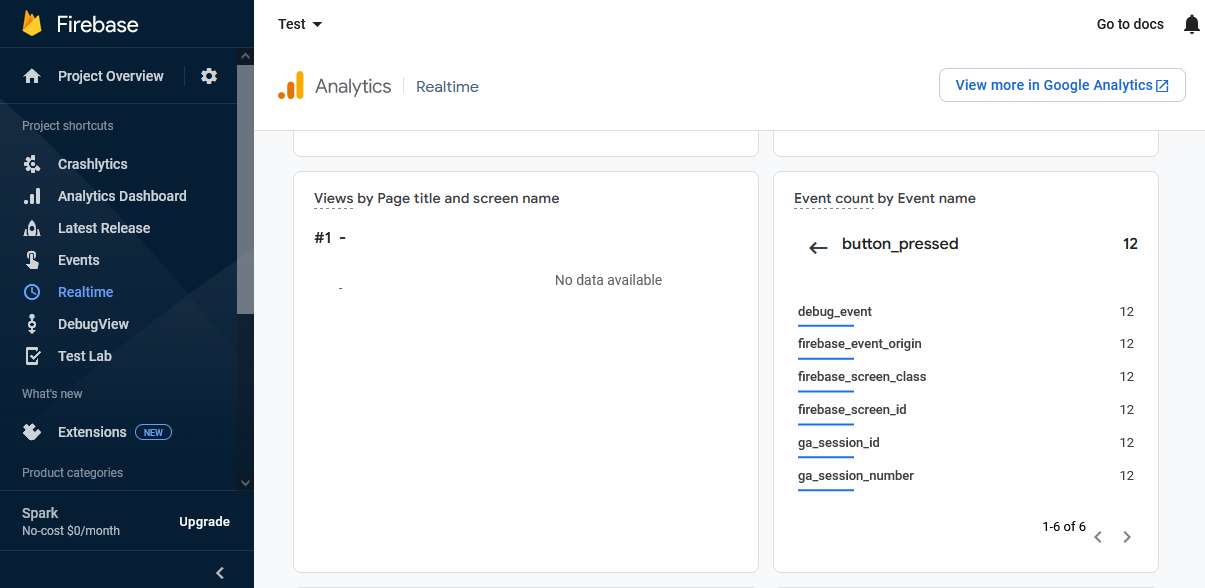 Firebase
Project Overview
Project shortcuts
Crashlytics
Analytics Dashboard
Latest Release
Events
Realtime
DebugView
Test Lab
What's new
Extensions NEW
Product categories
Spark
No-cost $0/month
Upgrade
Test
Go to docs
Analytics
Realtime
View more in Google Analytics
Views by Page title and screen name
#1 -
-
No data available
Event count by Event name
button_pressed 12
debug_event 12
firebase_event_origin 12
firebase_screen_class 12
firebase_screen_id 12
ga_session_id 12
ga_session_number 12
1-6 of 6